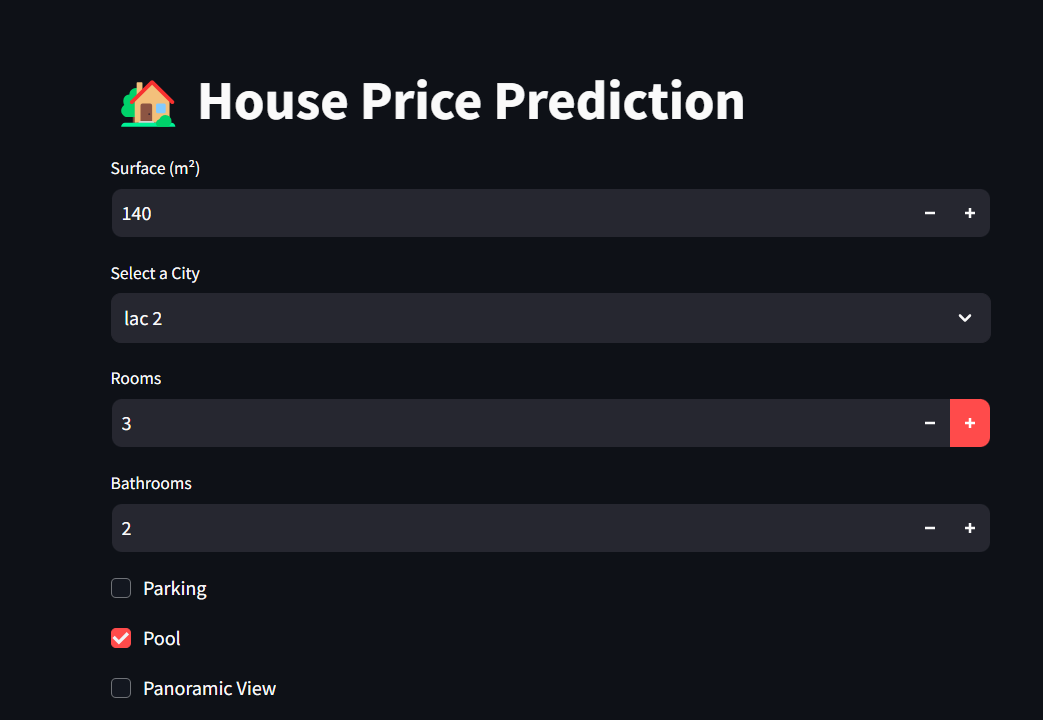 House Price Prediction
Surface (m²)
140
Select a City
lac 2
Rooms
3
Bathrooms
2
Parking
Pool
Panoramic View